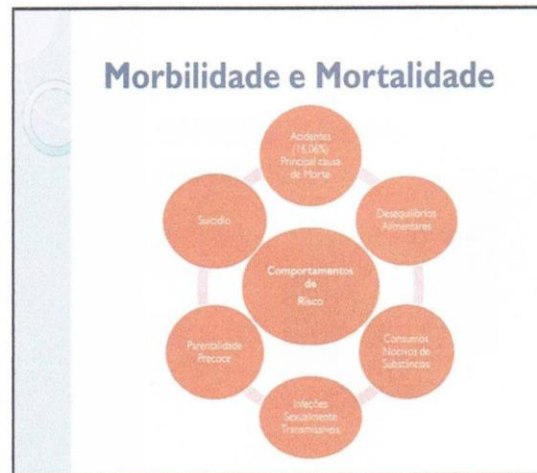 Morbilidade e Mortalidade
Acidentes
(16,06%)
Principal causa
de Morta
Desequilíbrios
Alimentares
Consumos
Nocivos de
Substâncias
Infeções
Sexualmente
Transmissíveis
Parentalidade
Precoce
Suicídio
Comportamentos
de
Risco